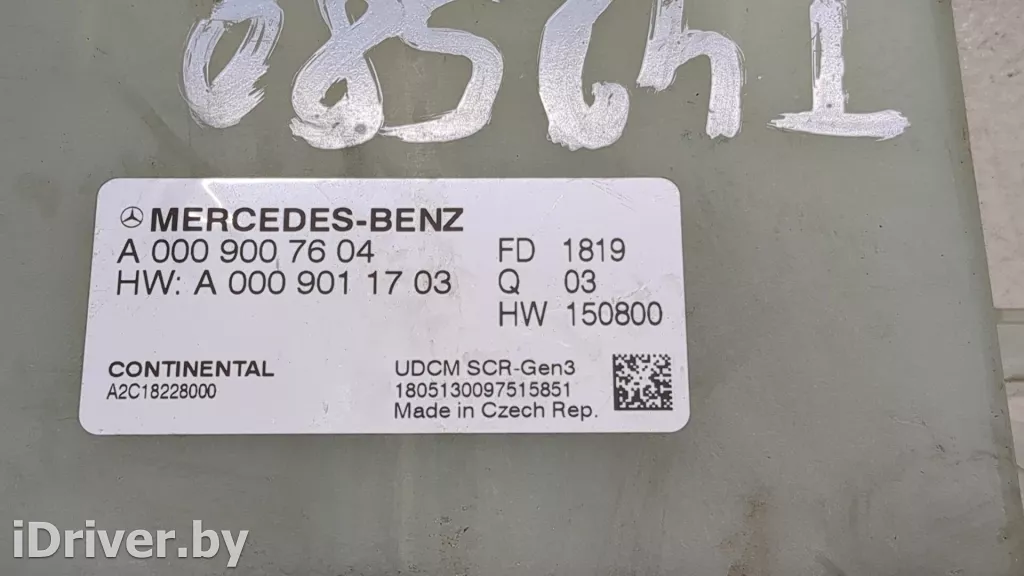 MERCEDES-BENZ
A 000 900 76 04
HW: A 000 901 17 03
FD 1819
Q 03
HW 150800
CONTINENTAL
A2C18228000
UDCM SCR-Gen3
1805130097515851
Made in Czech Rep.
iDriver.by